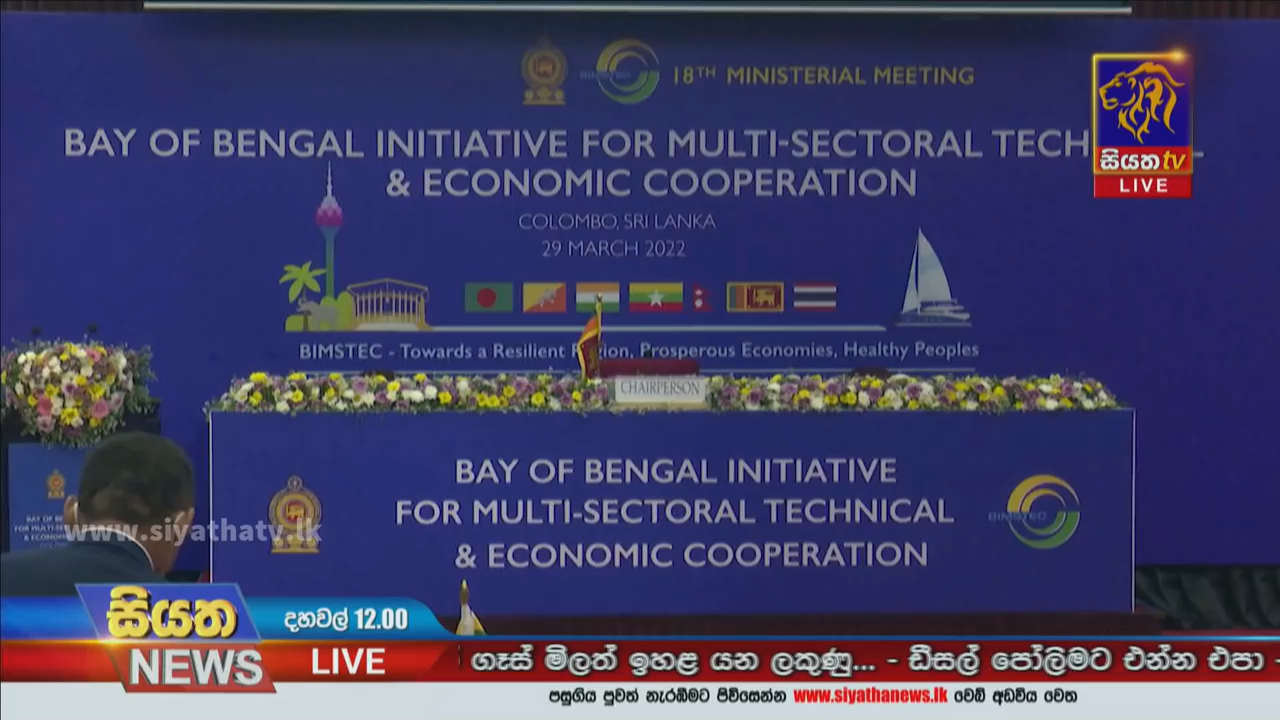 18TH MINISTERIAL MEETING
BAY OF BENGAL INITIATIVE FOR MULTI-SECTORAL
& ECONOMIC COOPERATION
COLOMBO, SRI LANKA
29 MARCH 2022
සියත tv
LIVE
BIMSTEC - Towards a Resilient Region, Prosperous Economies, Healthy Peoples
CHAIRPERSON
BAY OF BENGAL INITIATIVE
FOR MULTI-SECTORAL TECHNICAL
& ECONOMIC COOPERATION
BIMSTEC
www.siyathatv.lk
සියත
NEWS
දහවල් 12.00
LIVE
ගෑස් මිලත් ඉහළ යන ලකුණු... - ඩීසල් පෝලිමට එන්න එපා -
පසුගිය පුවත් නැරඹීමට පිවිසෙන්න www.siyathanews.lk වෙබ් අඩවිය වෙත